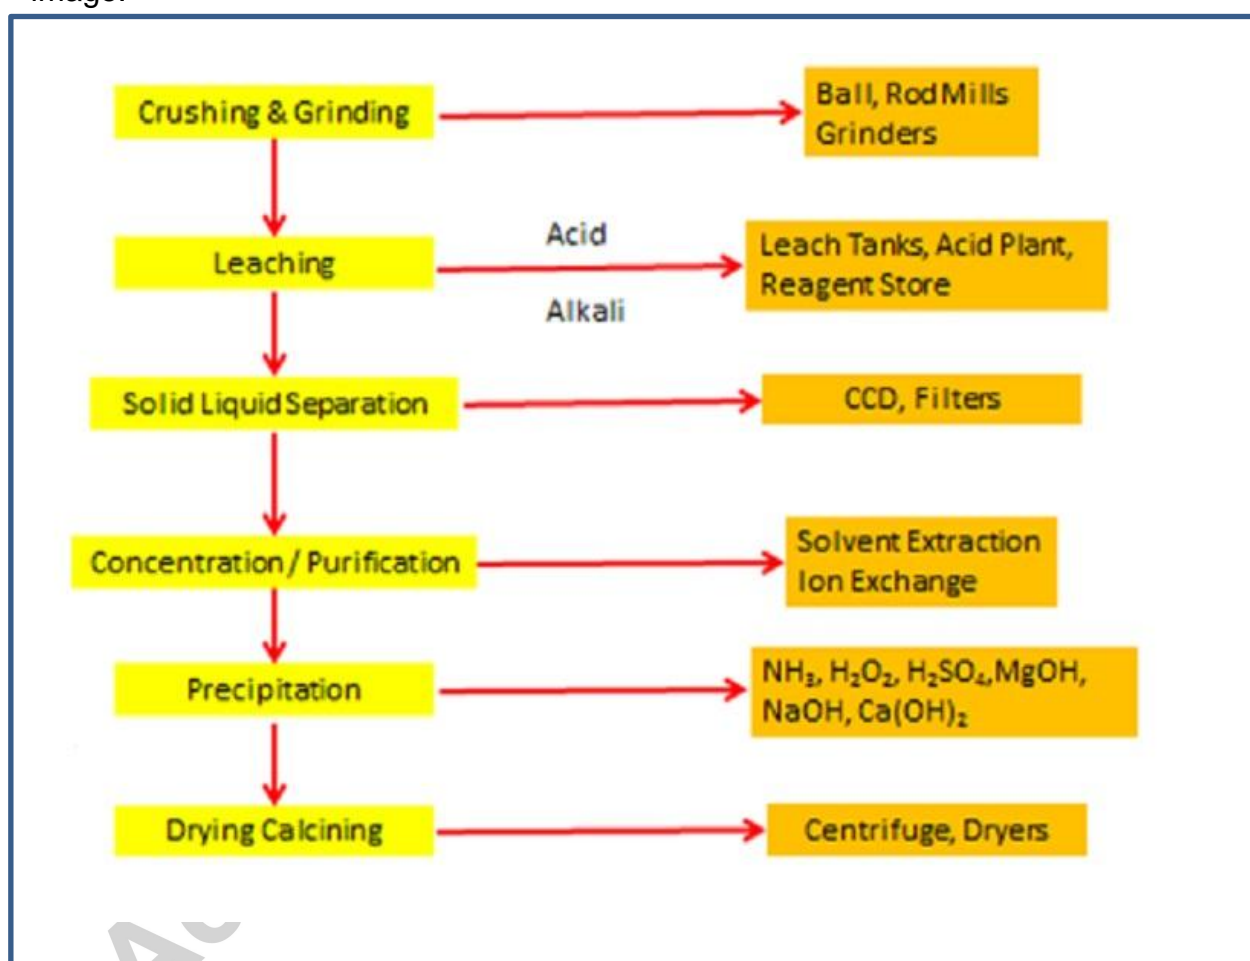 image.
Crushing & Grinding
Ball, Rod Mills
Grinders
Leaching
Acid
Alkali
Leach Tanks, Acid Plant,
Reagent Store
Solid Liquid Separation
CCD, Filters
Concentration / Purification
Solvent Extraction
Ion Exchange
Precipitation
NH₃, H₂O₂, H₂SO₄,MgOH,
NaOH, Ca(OH)₂
Drying Calcining
Centrifuge, Dryers